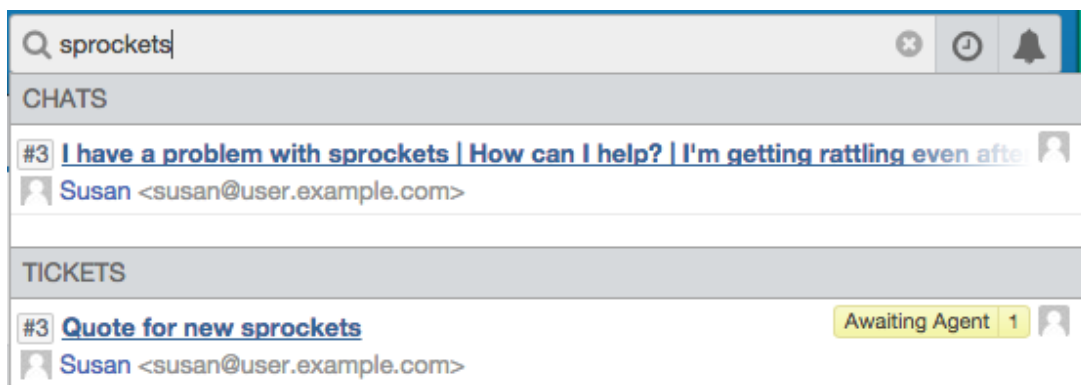 sprockets
CHATS
#3 I have a problem with sprockets | How can I help? | I'm getting rattling even after
Susan <susan@user.example.com>
TICKETS
#3 Quote for new sprockets Awaiting Agent 1
Susan <susan@user.example.com>